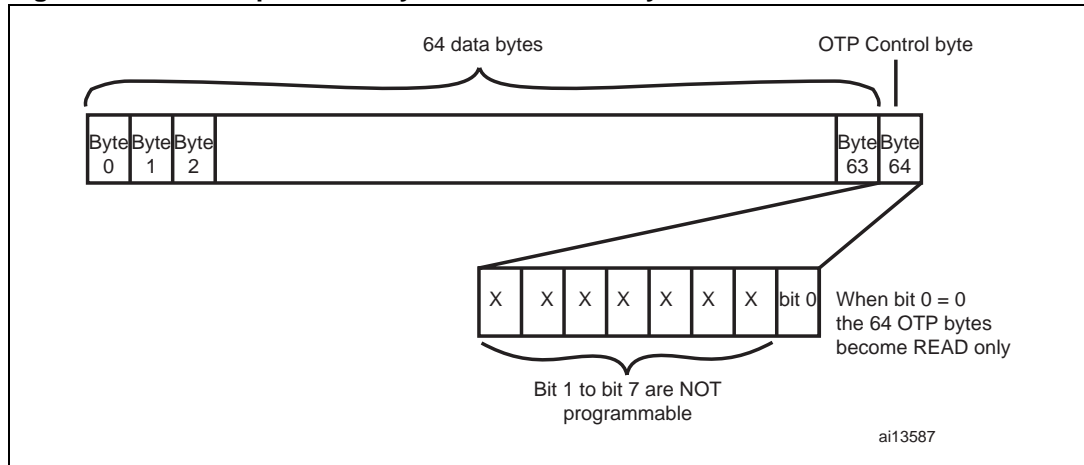 64 data bytes
OTP Control byte
Byte Byte Byte Byte Byte
0 1 2 63 64
X X X X X X X bit 0
When bit 0 = 0
the 64 OTP bytes
become READ only
Bit 1 to bit 7 are NOT
programmable
ai13587